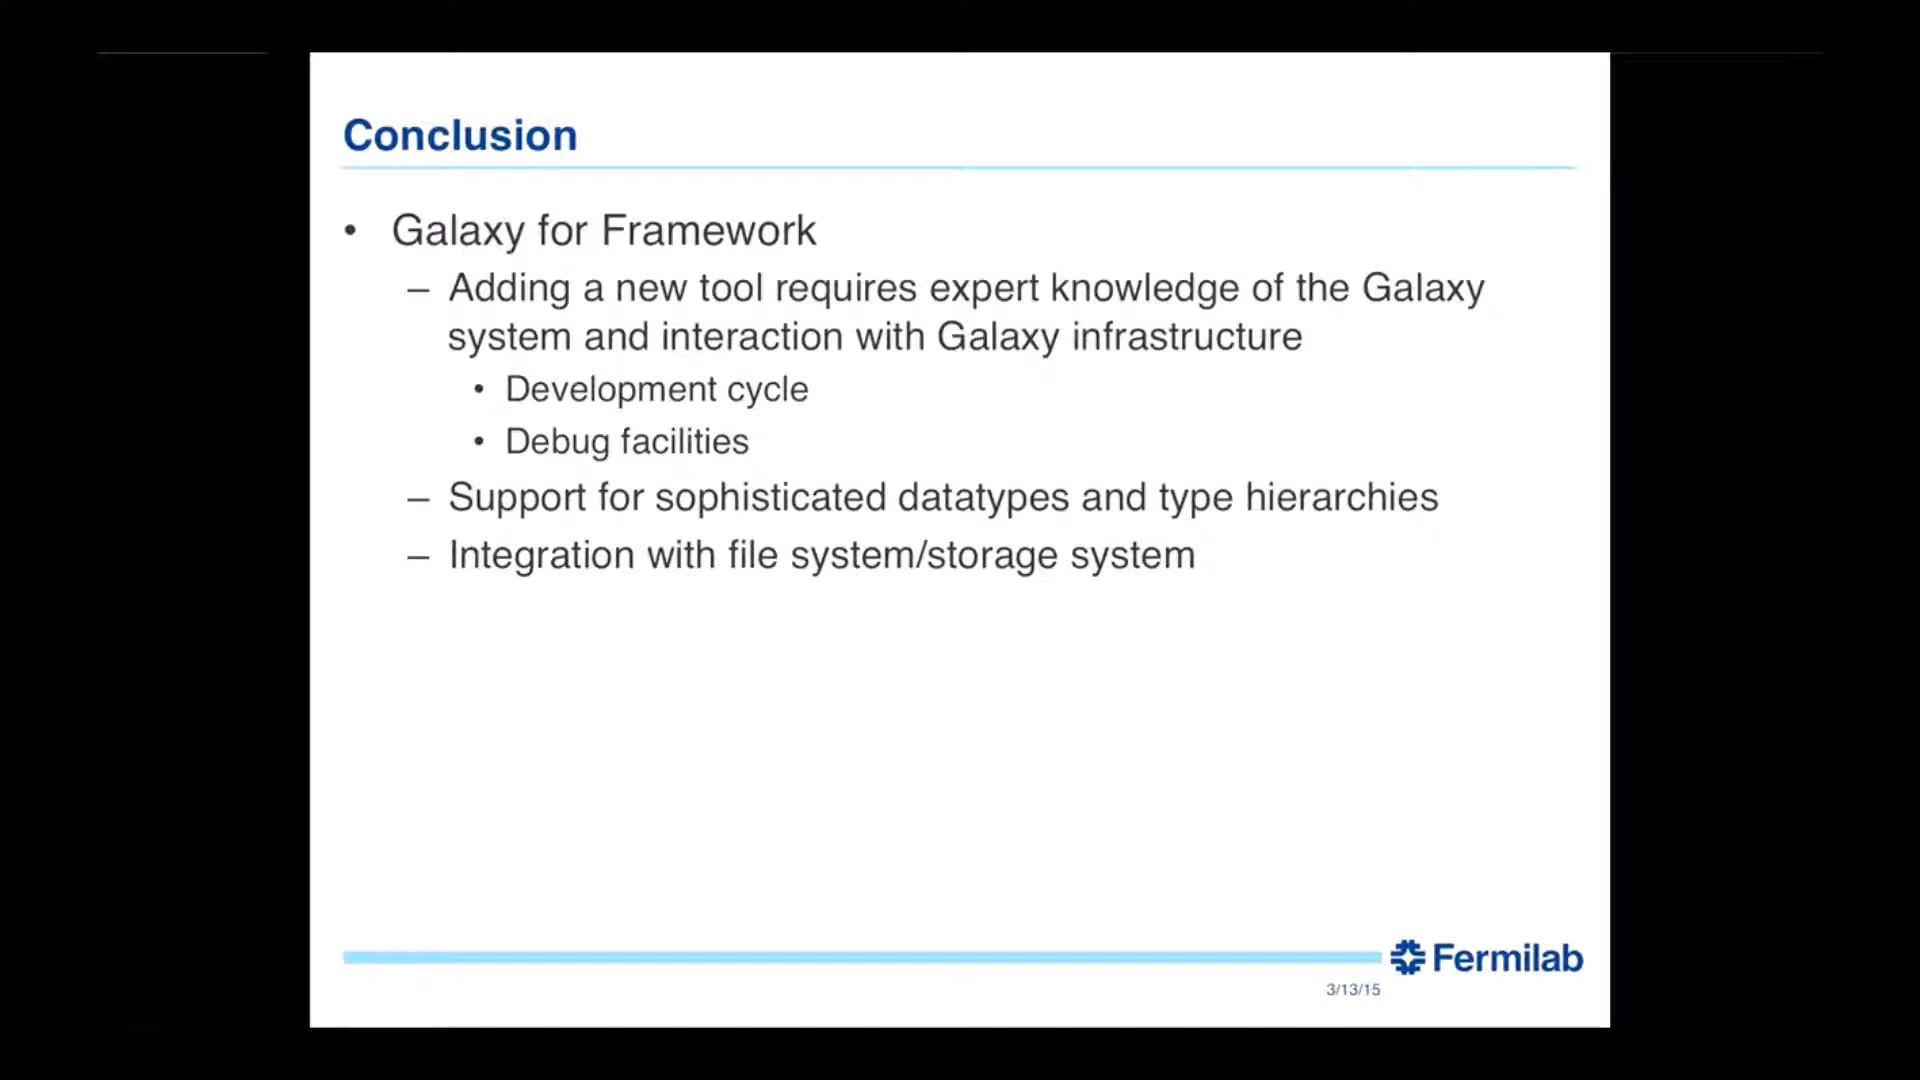 Conclusion
• Galaxy for Framework
– Adding a new tool requires expert knowledge of the Galaxy
system and interaction with Galaxy infrastructure
• Development cycle
• Debug facilities
– Support for sophisticated datatypes and type hierarchies
– Integration with file system/storage system
Fermilab
3/13/15